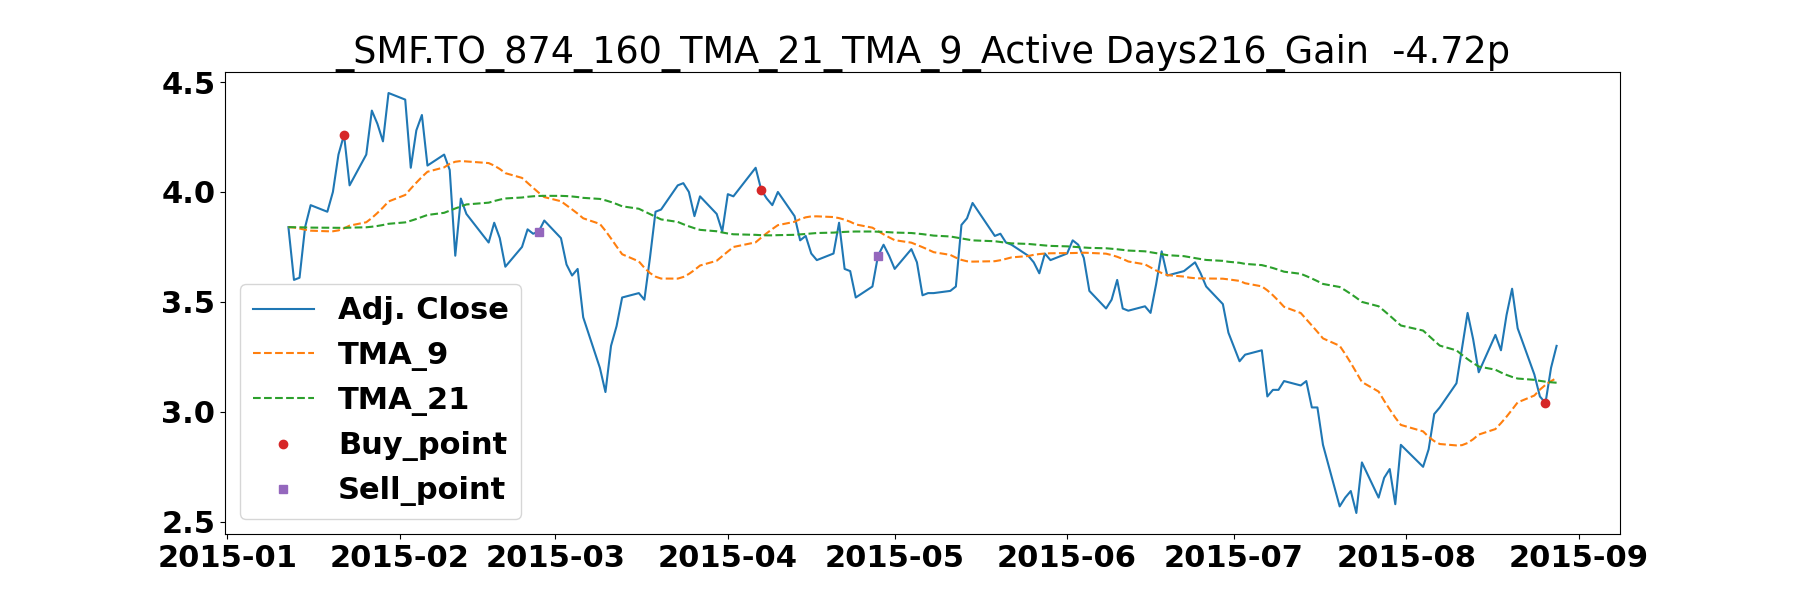 _SMF.TO_874_160_TMA_21_TMA_9_Active Days216_Gain  -4.72p
4.5
4.0
3.5
3.0
2.5
Adj. Close
TMA_9
TMA_21
Buy_point
Sell_point
2015-01 2015-02 2015-03 2015-04 2015-05 2015-06 2015-07 2015-08 2015-09